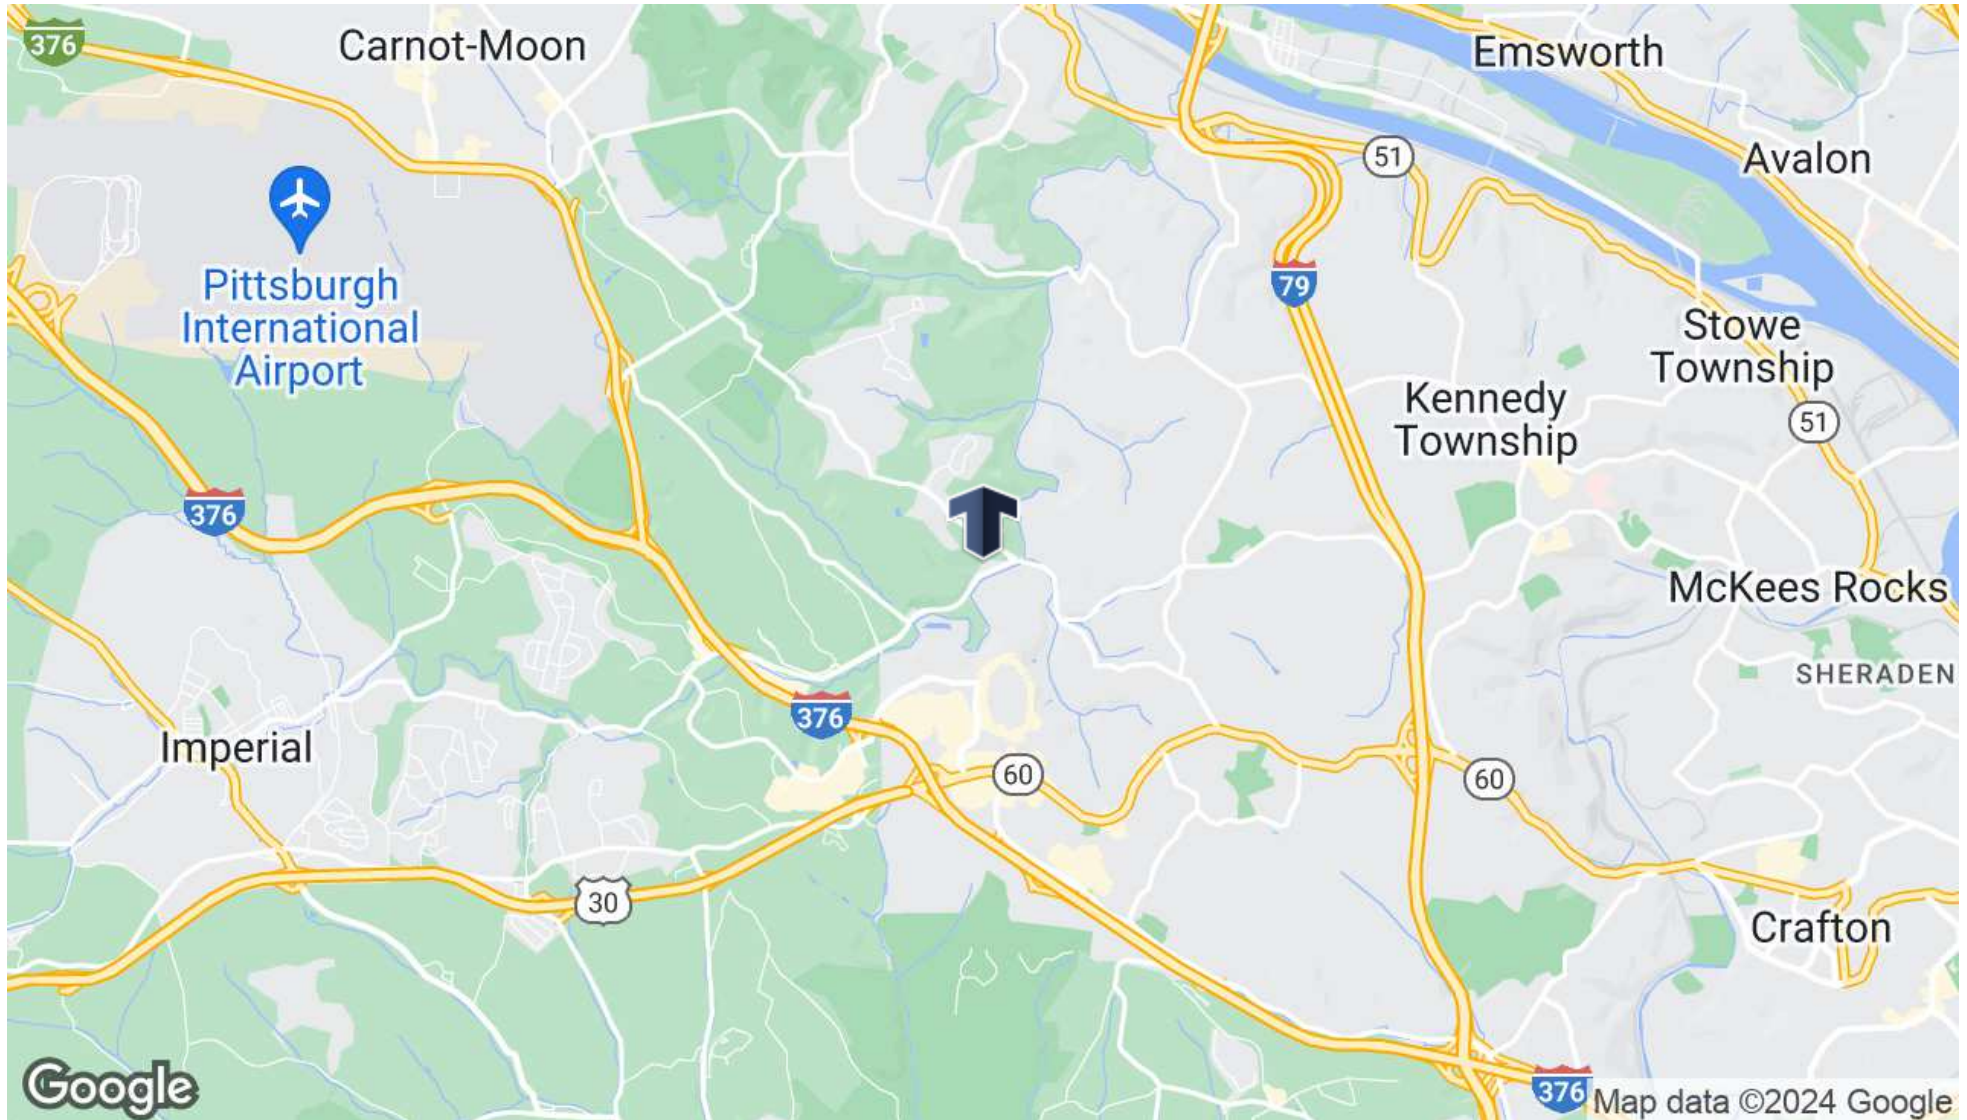 376
Carnot-Moon
Emsworth
51
Avalon
Pittsburgh
International
Airport
79
Stowe
Township
Kennedy
Township
51
376
McKees Rocks
SHERADEN
376
Imperial
60
60
30
Crafton
Google
376
Map data ©2024 Google